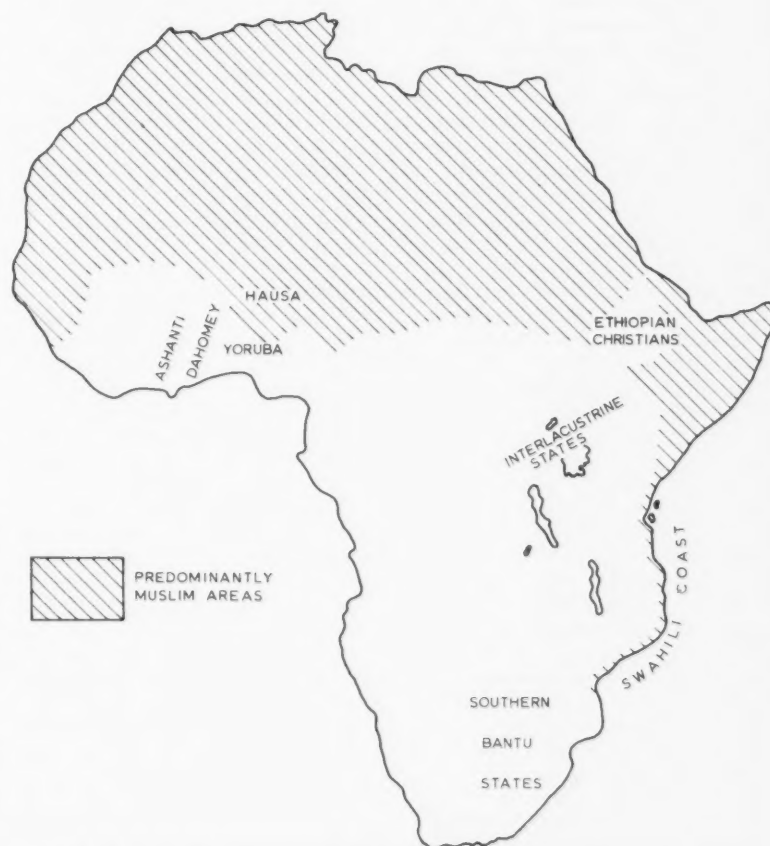 HAUSA
ASHANTI
DAHOMEY
YORUBA
ETHIOPIAN
CHRISTIANS
INTERLACUSTRINE
STATES
PREDOMINANTLY
MUSLIM AREAS
SWAHILI COAST
SOUTHERN
BANTU
STATES